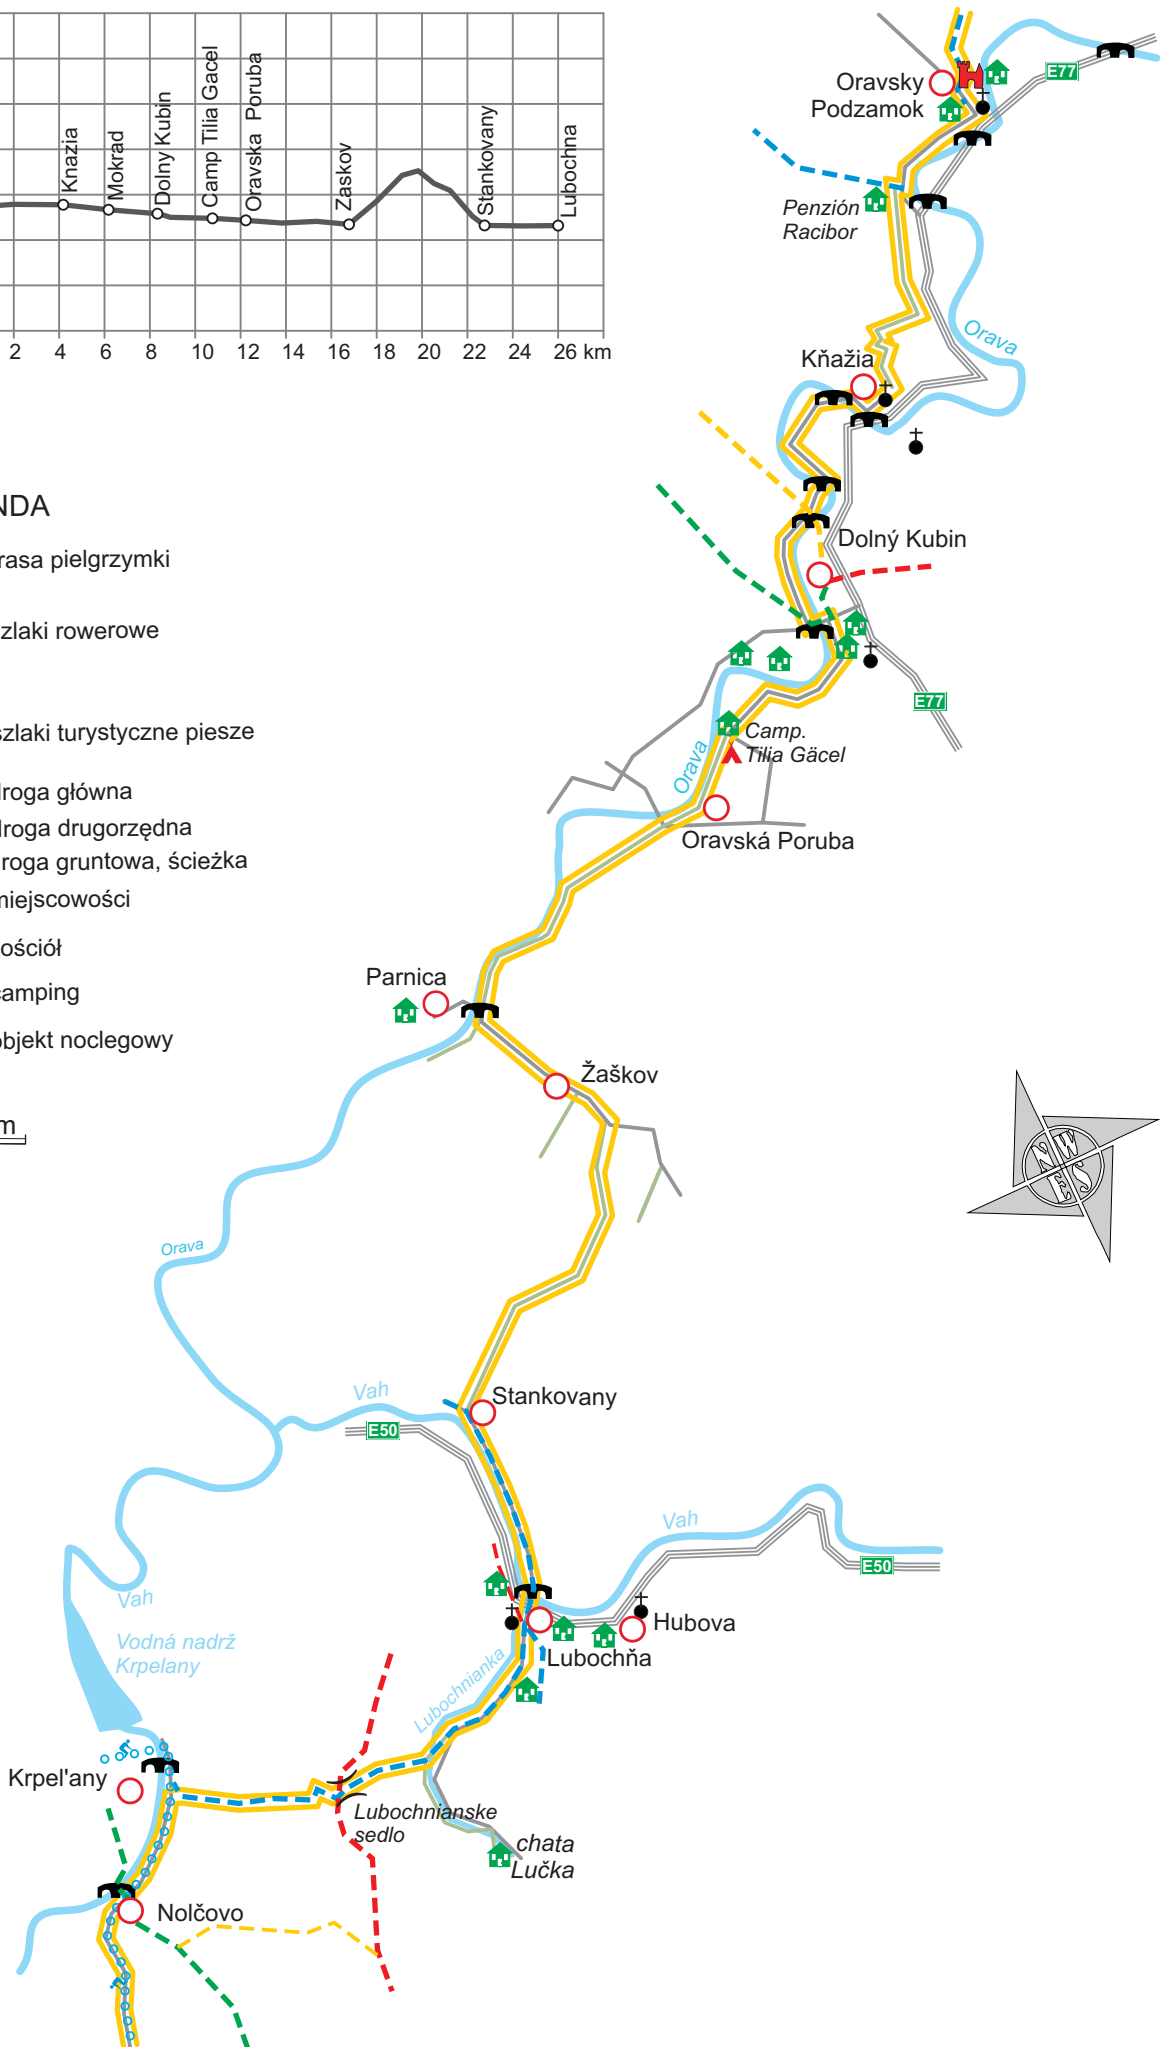 Knazia
Mokrad
Dolny Kubin
Camp Tilia Gacel
Oravska Poruba
Zaskov
Stankovany
Lubochna
2 4 6 8 10 12 14 16 18 20 22 24 26 km
NDA
rasa pielgrzymki
zlaki rowerowe
szlaki turystyczne piesze
droga główna
droga drugorzędna
droga gruntowa, ścieżka
miejscowości
ościół
camping
objekt noclegowy
m
Oravsky
Podzamok
E77
Penzión
Racibor
Orava
Kňažia
Dolný Kubin
E77
Camp.
Tilia Gäcel
Orava
Oravská Poruba
Parnica
Žaškov
N W
E S
Orava
Vah
Stankovany
E50
Vah
E50
Vah
Hubova
Vodná nadrž
Krpelany
Lubochňa
Lubochnianka
Krpel'any
Lubochnianske
sedlo
chata
Lučka
Nolčovo